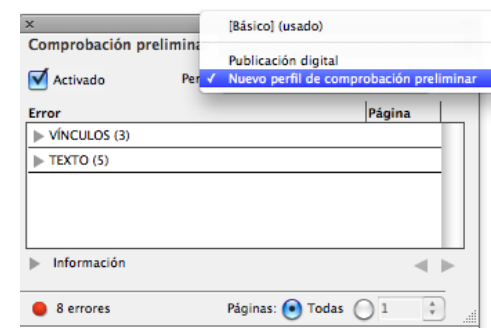 [Básico] (usado)
Comprobación prelimina
Publicación digital
Activado Per ✓ Nuevo perfil de comprobación preliminar
Error Página
VÍNCULOS (3)
TEXTO (5)
Información
8 errores Páginas: Todas 1